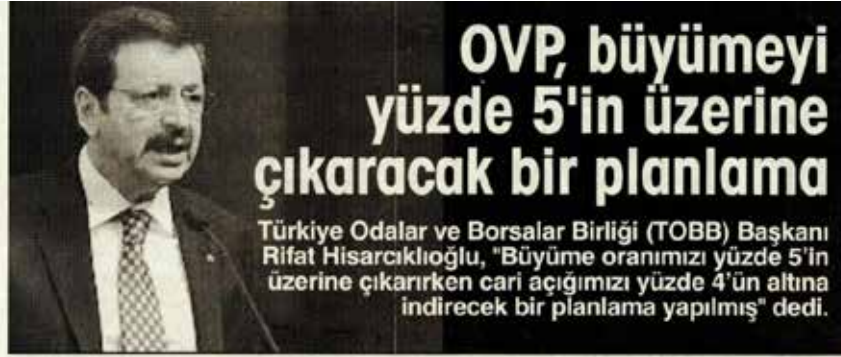 OVP, büyümeyi
yüzde 5'in üzerine
çıkaracak bir planlama
Türkiye Odalar ve Borsalar Birliği (TOBB) Başkanı
Rifat Hisarcıklıoğlu, "Büyüme oranımızı yüzde 5'in
üzerine çıkarırken cari açığımızı yüzde 4'ün altına
indirecek bir planlama yapılmış" dedi.